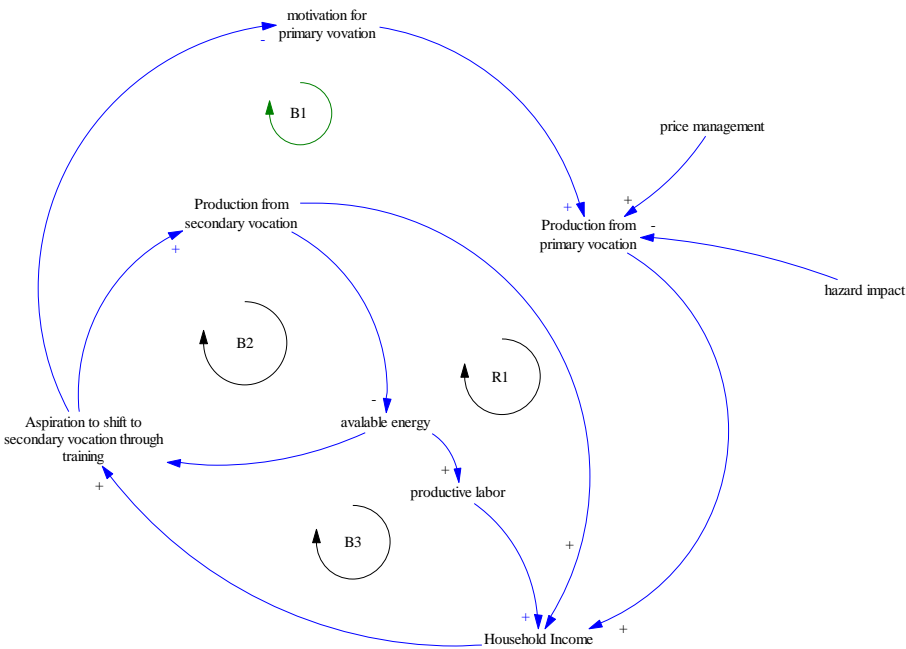 motivation for
primary vovation
-
B1
price management
+
Production from
secondary vocation
+
+
-
Production from
primary vocation
hazard impact
B2
R1
-
Aspiration to shift to
secondary vocation through
training
avalable energy
+
productive labor
+
B3
+
+
Household Income
+